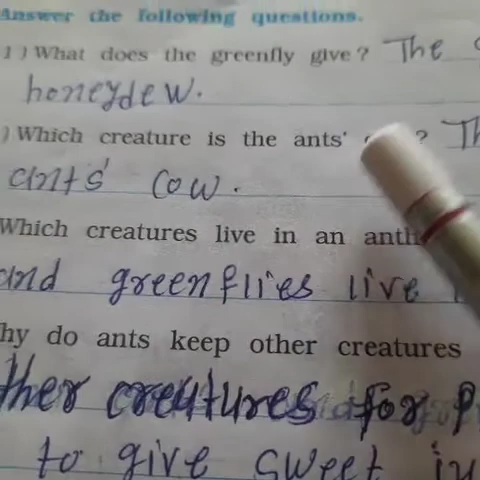 Answer the following questions.
1) What does the greenfly give? The
honeydew.
) Which creature is the ants' ?
ants' cow.
Which creatures live in an
and greenflies live
hy do ants keep other creatures
ther creatures for
to give sweet